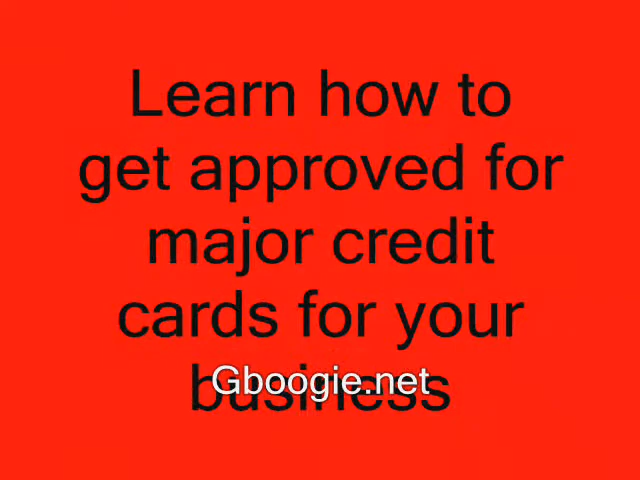 Learn how to
get approved for
major credit
cards for your
business
Gboogie.net